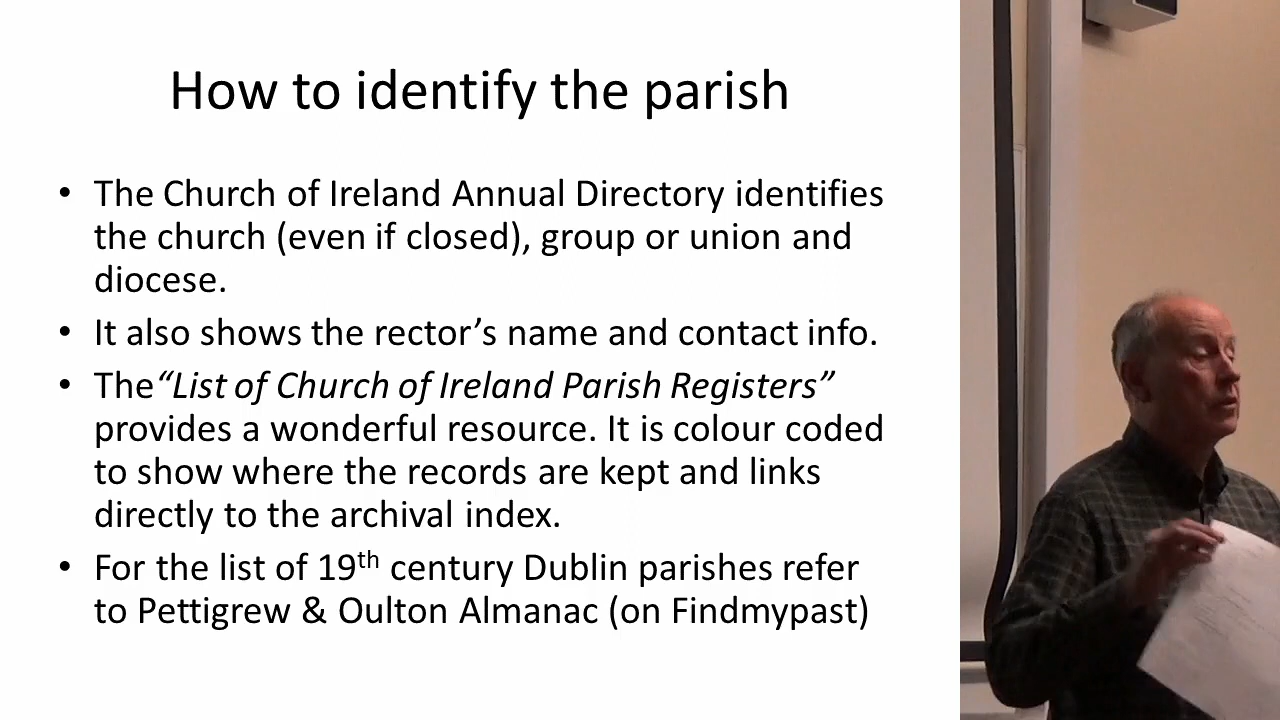 How to identify the parish
• The Church of Ireland Annual Directory identifies
the church (even if closed), group or union and
diocese.
• It also shows the rector’s name and contact info.
• The “List of Church of Ireland Parish Registers”
provides a wonderful resource. It is colour coded
to show where the records are kept and links
directly to the archival index.
• For the list of 19th century Dublin parishes refer
to Pettigrew & Oulton Almanac (on Findmypast)